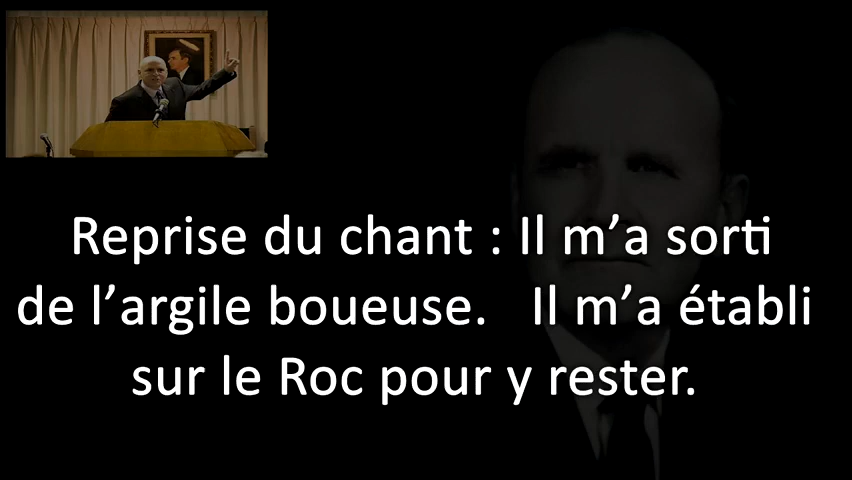 Reprise du chant : Il m’a sorti
de l’argile boueuse. Il m’a établi
sur le Roc pour y rester.